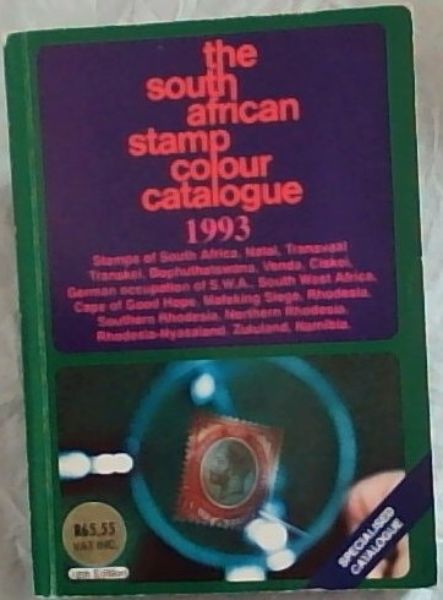 the
south
african
stamp
colour
catalogue
1993
Stamps of South Africa, Natal, Transvaal
Transkei, Bophuthatswana, Venda, Ciskei,
German occupation of S.W.A., South West Africa,
Cape of Good Hope, Mafeking Siege, Rhodesia,
Southern Rhodesia, Northern Rhodesia,
Rhodesia-Nyasaland, Zululand, Namibia.
R65,55
VAT INC.
Edition
SPECIALISED
CATALOGUE